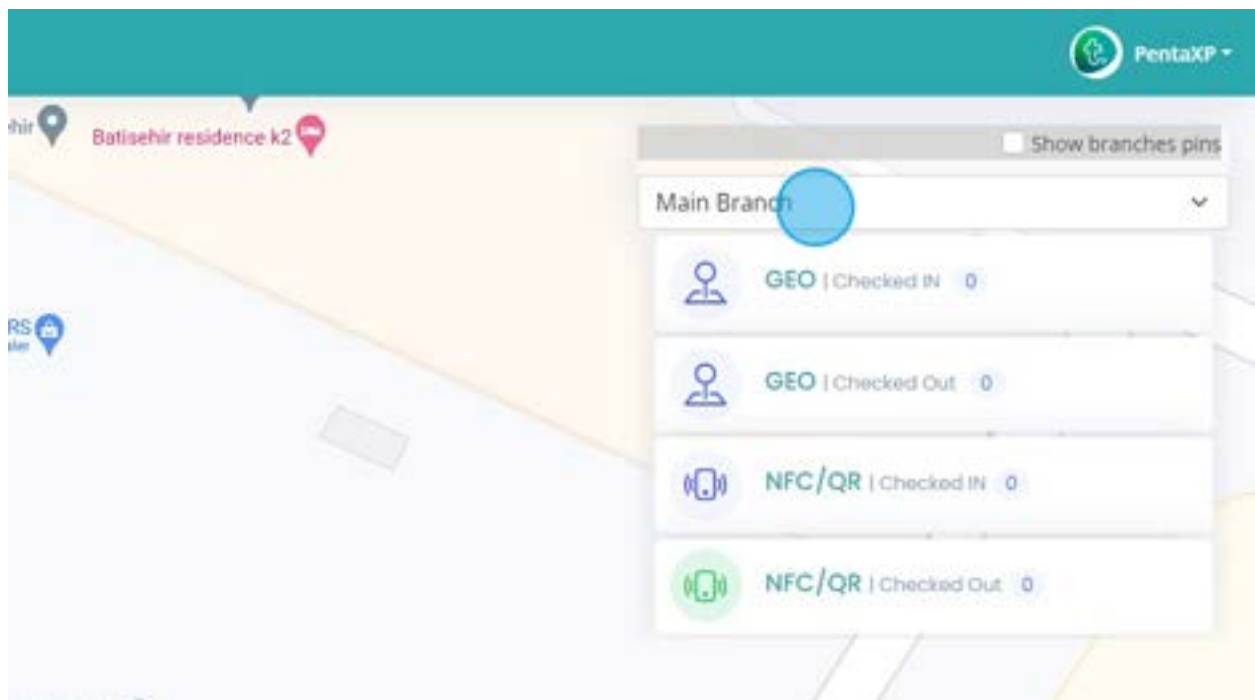 PentaXP
Batisehir residence k2
Show branches pins
Main Branch
GEO | Checked IN 0
RS
GEO | Checked Out 0
NFC/QR | Checked IN 0
NFC/QR | Checked Out 0